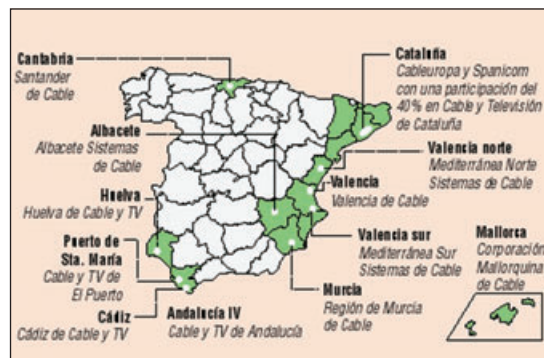 Cantabria
Santander
de Cable
Cataluña
Cableuropa y Spanicom
con una participación del
40% en Cable y Televisión
de Cataluña
Albacete
Albacete Sistemas
de Cable
Valencia norte
Mediterránea Norte
Sistemas de Cable
Huelva
Huelva de Cable y TV
Valencia
Valencia de Cable
Puerto de
Sta. María
Cable y TV de
El Puerto
Valencia sur
Mediterránea Sur
Sistemas de Cable
Mallorca
Corporación
Mallorquina
de Cable
Murcia
Región de Murcia
de Cable
Cádiz
Cádiz de Cable y TV
Andalucía IV
Cable y TV de Andalucía